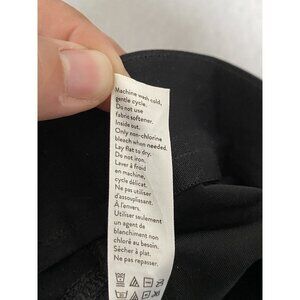 Machine wash cold,
gentle cycle.
Do not use
fabric softener.
Inside out.
Only non-chlorine
bleach when needed.
Lay flat to dry.
Do not iron.
Laver à froid
en machine,
cycle délicat.
Ne pas utiliser
d'assouplissant.
À l'envers.
Utiliser seulement
un agent de
blanchiment non
chloré au besoin.
Sécher à plat.
Ne pas repasser.